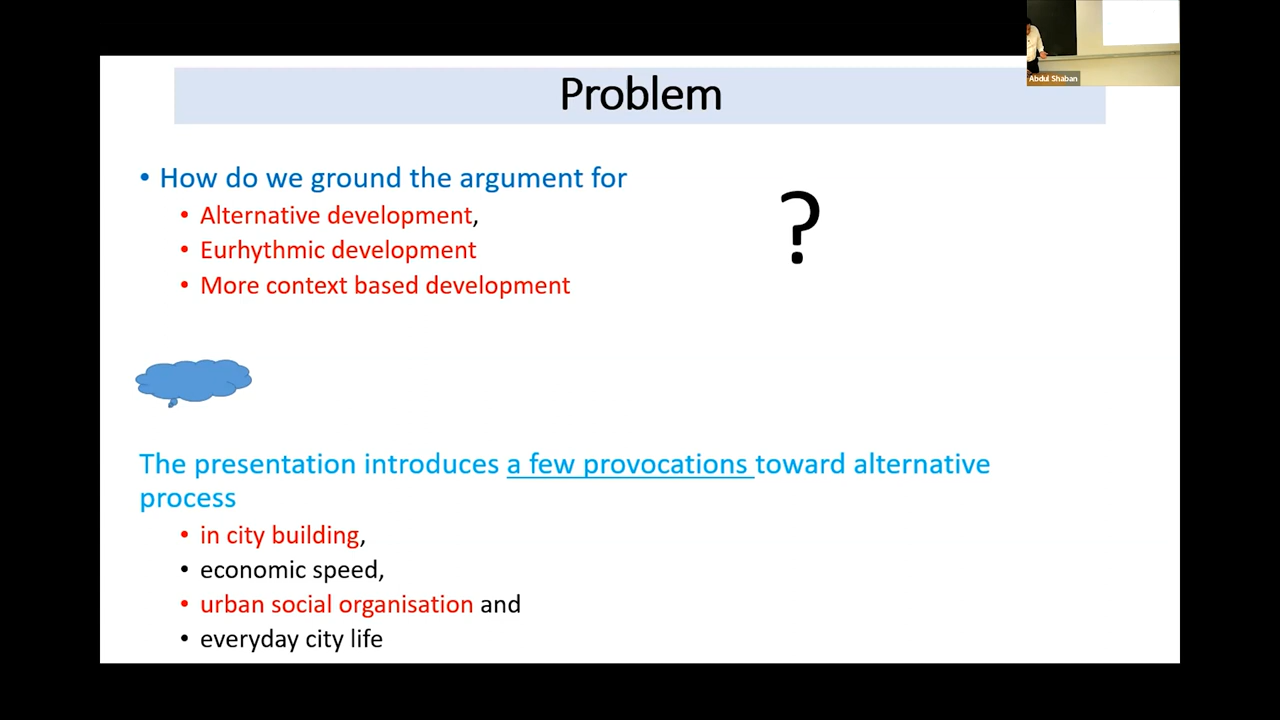 Abdul Shaban
Problem
• How do we ground the argument for
• Alternative development,
• Eurhythmic development
• More context based development
?
The presentation introduces a few provocations toward alternative
process
• in city building,
• economic speed,
• urban social organisation and
• everyday city life